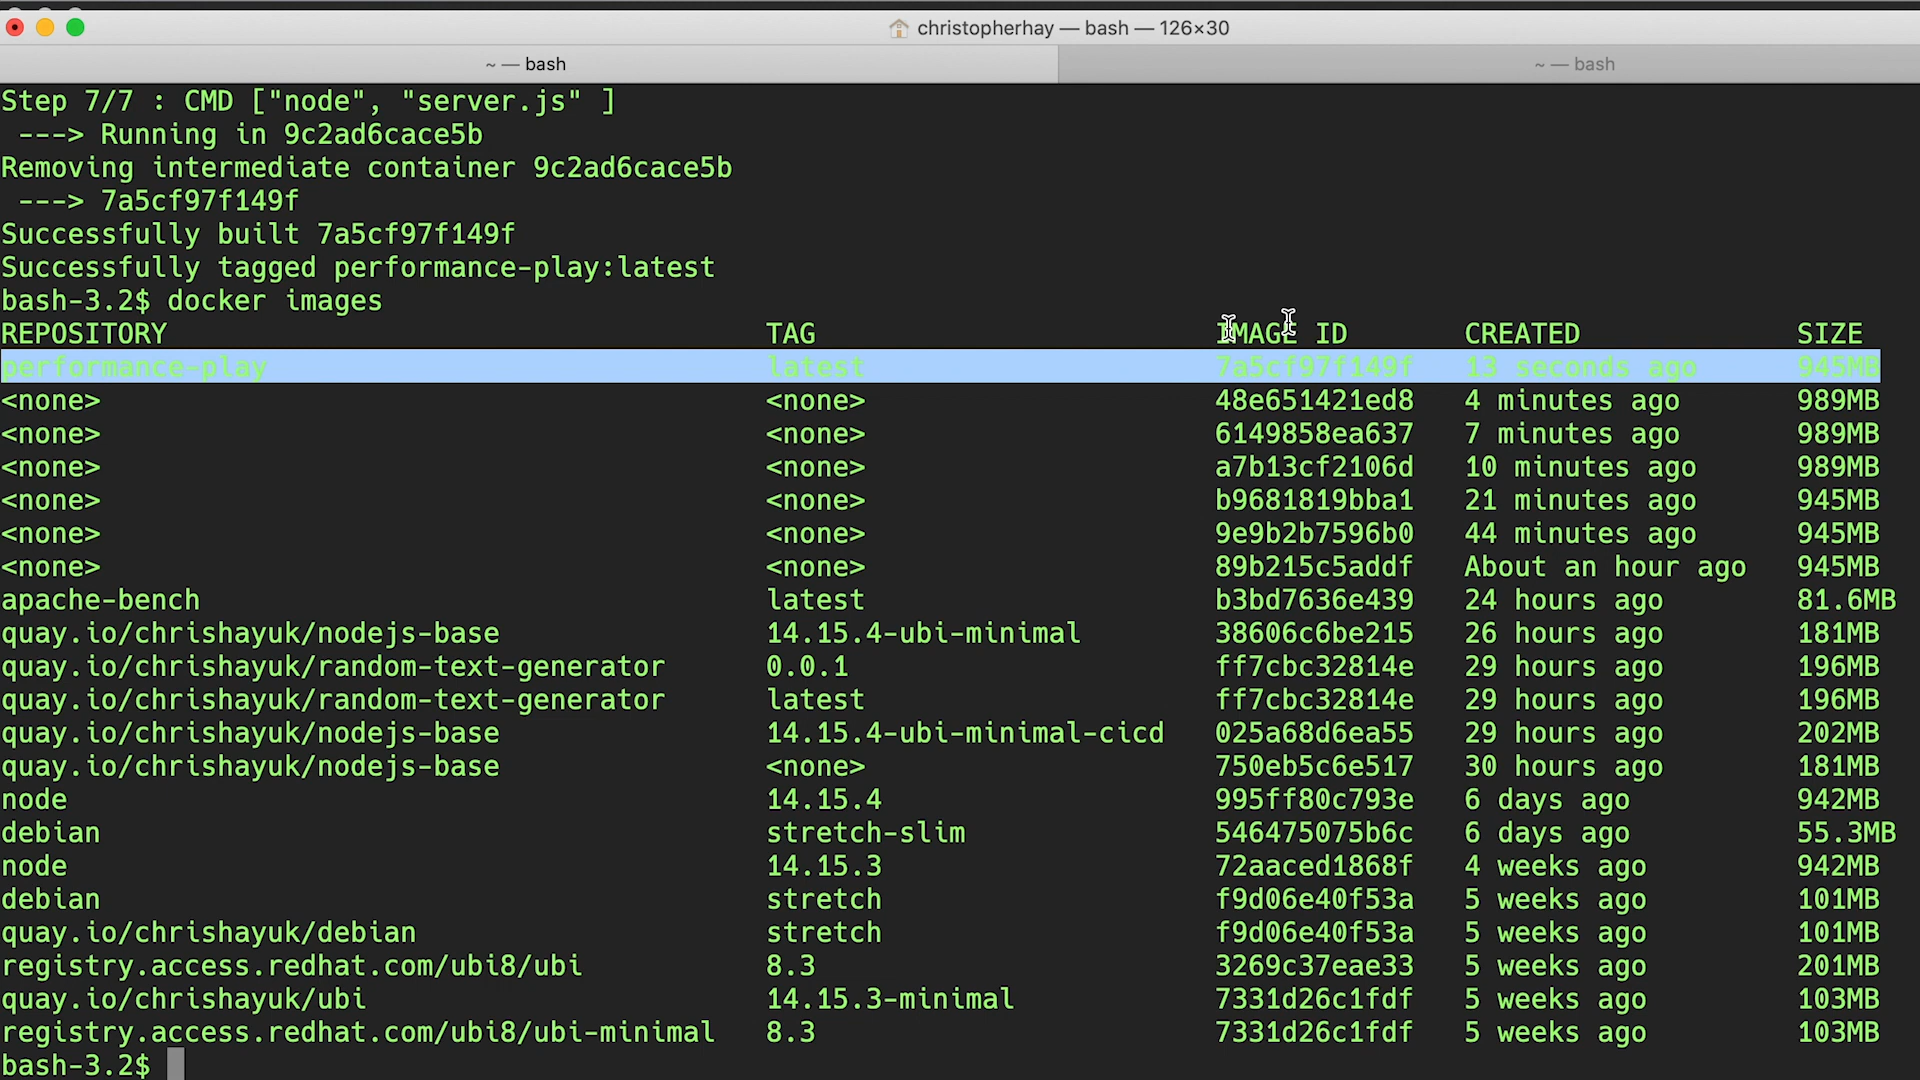 christopherhay — bash — 126×30
~ — bash ~ — bash
Step 7/7 : CMD ["node", "server.js" ]
---> Running in 9c2ad6cace5b
Removing intermediate container 9c2ad6cace5b
---> 7a5cf97f149f
Successfully built 7a5cf97f149f
Successfully tagged performance-play:latest
bash-3.2$ docker images
REPOSITORY TAG IMAGE ID CREATED SIZE
performance-play latest 7a5cf97f149f 13 seconds ago 945MB
<none> <none> 48e651421ed8 4 minutes ago 989MB
<none> <none> 6149858ea637 7 minutes ago 989MB
<none> <none> a7b13cf2106d 10 minutes ago 989MB
<none> <none> b9681819bba1 21 minutes ago 945MB
<none> <none> 9e9b2b7596b0 44 minutes ago 945MB
<none> <none> 89b215c5addf About an hour ago 945MB
apache-bench latest b3bd7636e439 24 hours ago 81.6MB
quay.io/chrishayuk/nodejs-base 14.15.4-ubi-minimal 38606c6be215 26 hours ago 181MB
quay.io/chrishayuk/random-text-generator 0.0.1 ff7cbc32814e 29 hours ago 196MB
quay.io/chrishayuk/random-text-generator latest ff7cbc32814e 29 hours ago 196MB
quay.io/chrishayuk/nodejs-base 14.15.4-ubi-minimal-cicd 025a68d6ea55 29 hours ago 202MB
quay.io/chrishayuk/nodejs-base <none> 750eb5c6e517 30 hours ago 181MB
node 14.15.4 995ff80c793e 6 days ago 942MB
debian stretch-slim 546475075b6c 6 days ago 55.3MB
node 14.15.3 72aaced1868f 4 weeks ago 942MB
debian stretch f9d06e40f53a 5 weeks ago 101MB
quay.io/chrishayuk/debian stretch f9d06e40f53a 5 weeks ago 101MB
registry.access.redhat.com/ubi8/ubi 8.3 3269c37eae33 5 weeks ago 201MB
quay.io/chrishayuk/ubi 14.15.3-minimal 7331d26c1fdf 5 weeks ago 103MB
registry.access.redhat.com/ubi8/ubi-minimal 8.3 7331d26c1fdf 5 weeks ago 103MB
bash-3.2$